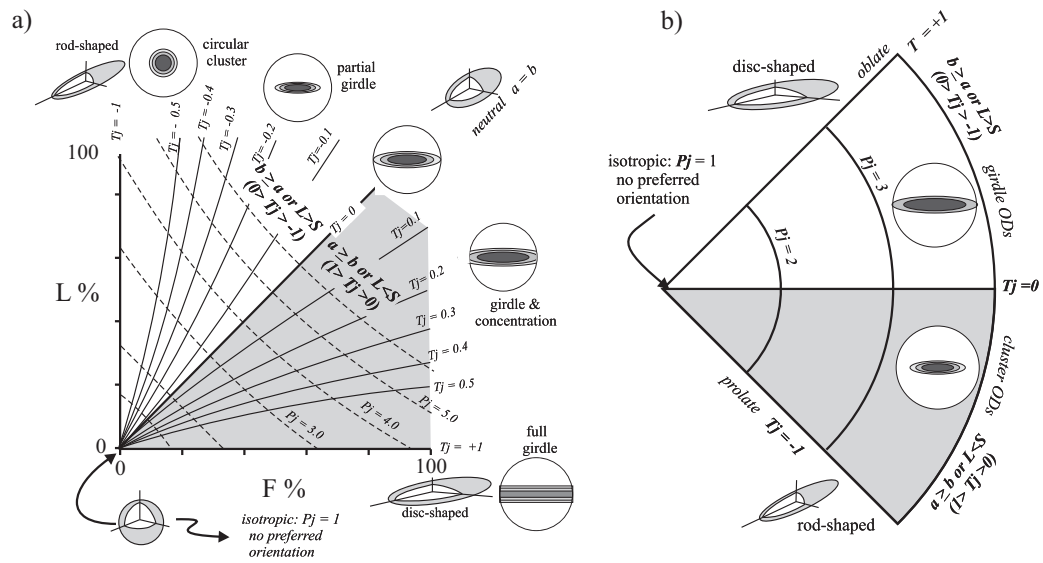 a)
rod-shaped
circular
cluster
partial
girdle
neutral a = b
Tj = -1
Tj = - 0.5
Tj = -0.4
Tj = -0.3
Tj = -0.2
Tj = -0.1
100
L %
0
b ≥ a or L>S
(0> Tj >-1)
Tj = 0
a ≥ b or L<S
(1> Tj >0)
Tj=0.1
Tj = 0.2
Tj = 0.3
Tj = 0.4
Tj = 0.5
Tj = +1
girdle &
concentration
Pj = 3.0
Pj = 4.0
Pj = 5.0
0
100
F %
full
girdle
disc-shaped
isotropic: Pj = 1
no preferred
orientation
b)
disc-shaped
oblate
T = +1
b ≥ a or L>S
(0> Tj >-1)
isotropic: Pj = 1
no preferred
orientation
Pj = 3
Pj = 2
girdle ODs
Tj =0
cluster ODs
prolate Tj = -1
a ≥ b or L<S
(1> Tj >0)
rod-shaped